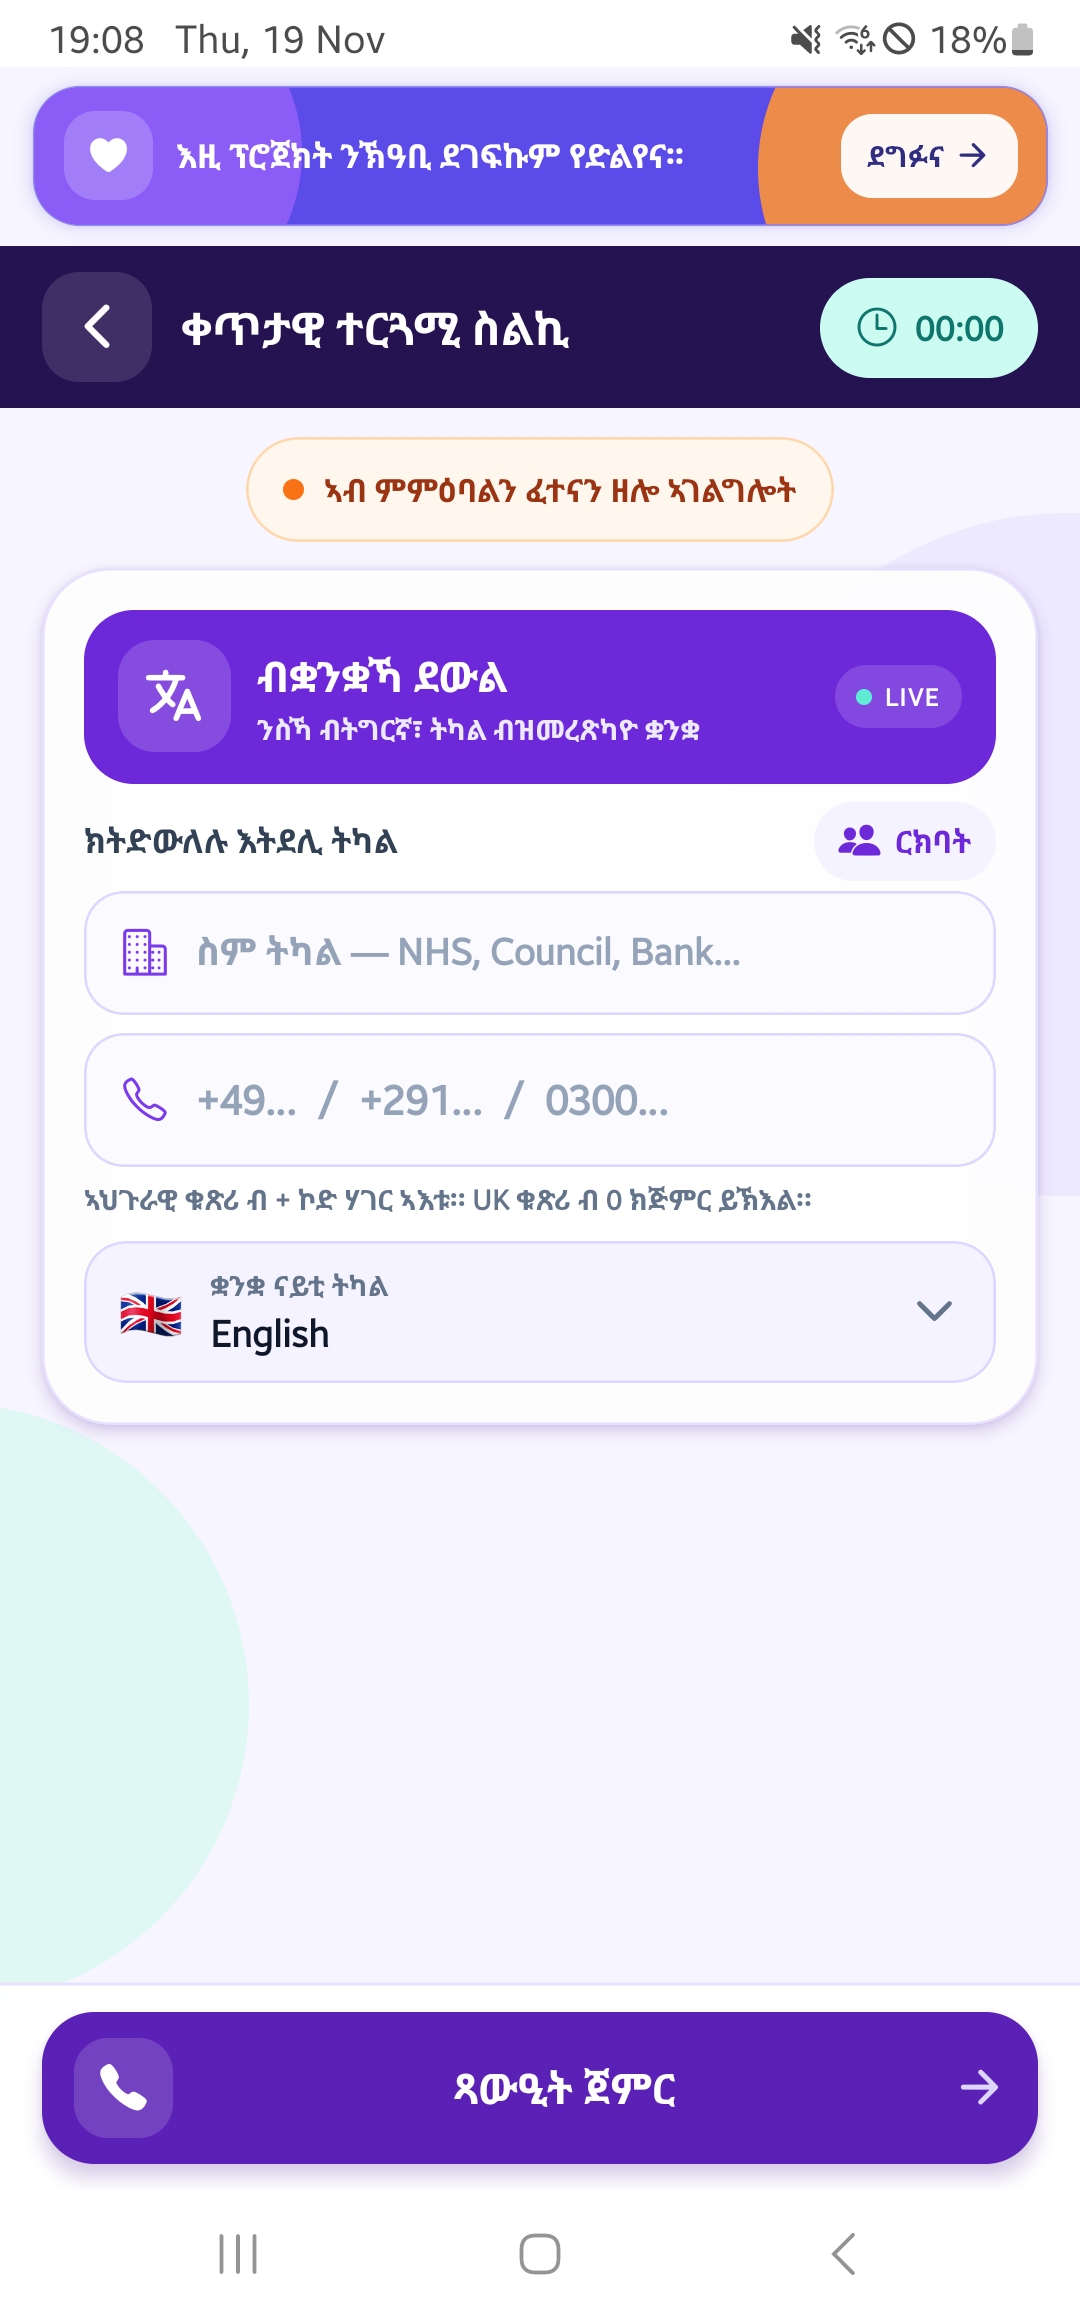 19:08 Thu, 19 Nov 18%
እዚ ፕሮጀክት ንኽዓቢ ደገፍኩም የድልየና።
ደግፉና
ቀጥታዊ ተርጓሚ ስልኪ
00:00
ኣብ ምምዕባልን ፈተናን ዘሎ ኣገልግሎት
ብቋንቋኻ ደውል
ንስኻ ብትግርኛ፣ ትካል ብዝመረጽካዮ ቋንቋ
LIVE
ክትድውለሉ እትደሊ ትካል
ርክባት
ስም ትካል — NHS, Council, Bank...
+49... / +291... / 0300...
ኣህጉራዊ ቁጽሪ ብ + ኮድ ሃገር ኣእቱ። UK ቁጽሪ ብ 0 ክጅምር ይኽእል።
ቋንቋ ናይቲ ትካል
English
ጻውዒት ጀምር